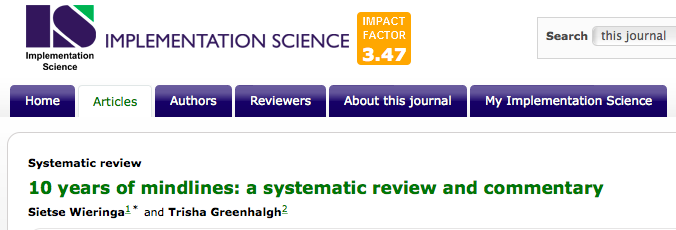 IS
Implementation
Science
IMPLEMENTATION SCIENCE
IMPACT
FACTOR
3.47
Search this journal
Home Articles Authors Reviewers About this journal My Implementation Science
Systematic review
10 years of mindlines: a systematic review and commentary
Sietse Wieringa1* and Trisha Greenhalgh2